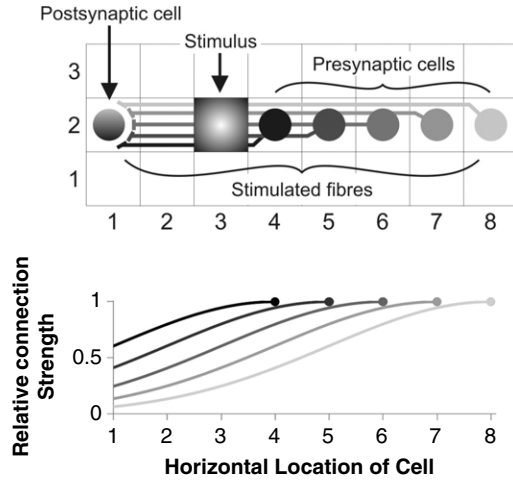 Postsynaptic cell
Stimulus
Presynaptic cells
3
2
1
Stimulated fibres
1 2 3 4 5 6 7 8
Relative connection
Strength
1
0.5
0
1 2 3 4 5 6 7 8
Horizontal Location of Cell